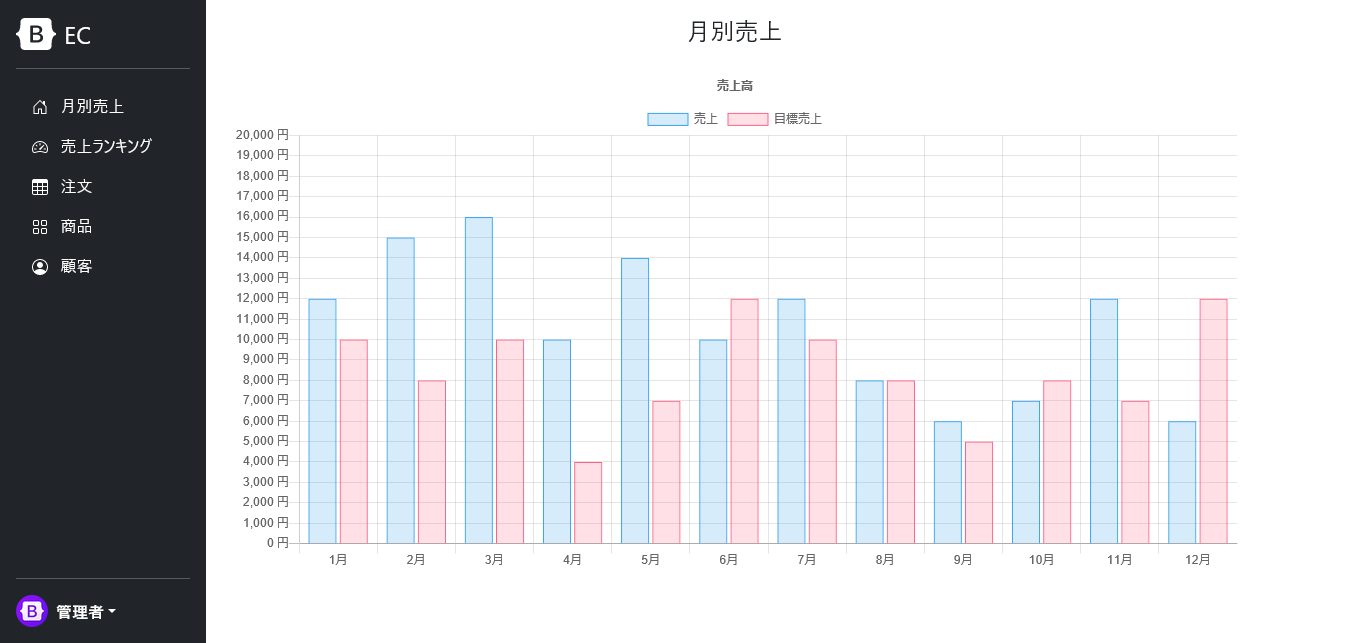 B EC
月別売上
売上ランキング
注文
商品
顧客
B 管理者
月別売上
売上高
売上 目標売上
20,000 円
19,000 円
18,000 円
17,000 円
16,000 円
15,000 円
14,000 円
13,000 円
12,000 円
11,000 円
10,000 円
9,000 円
8,000 円
7,000 円
6,000 円
5,000 円
4,000 円
3,000 円
2,000 円
1,000 円
0 円
1月 2月 3月 4月 5月 6月 7月 8月 9月 10月 11月 12月